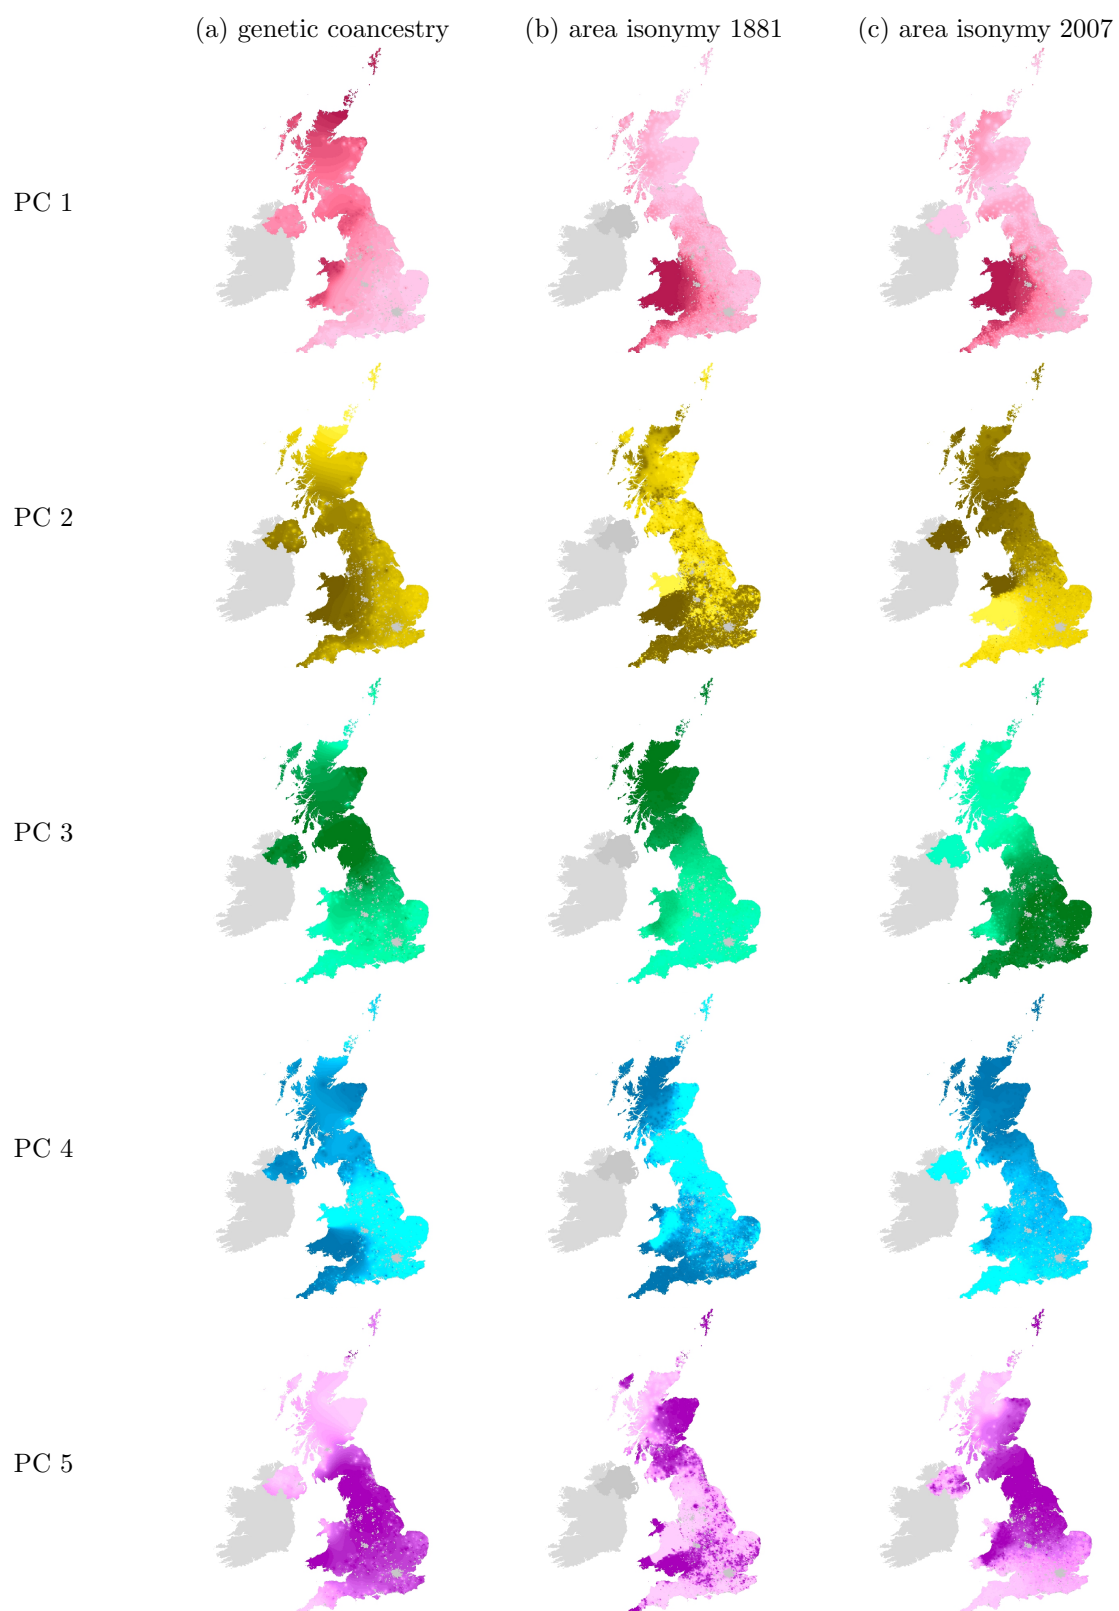 (a) genetic coancestry (b) area isonymy 1881 (c) area isonymy 2007
PC 1
PC 2
PC 3
PC 4
PC 5